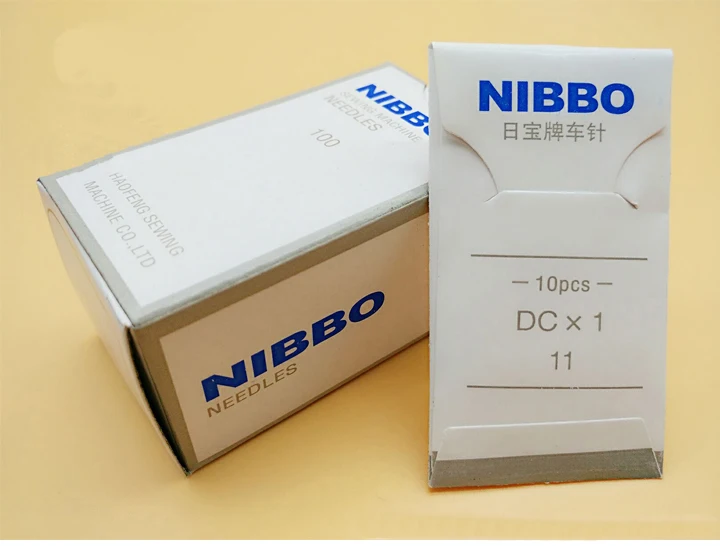 NIBBO
SEWING MACHINE
NEEDLES
100
HAOFENG SEWING
MACHINE CO.,LTD
NIBBO
NEEDLES
NIBBO
日宝牌车针
— 10pcs —
DC × 1
11